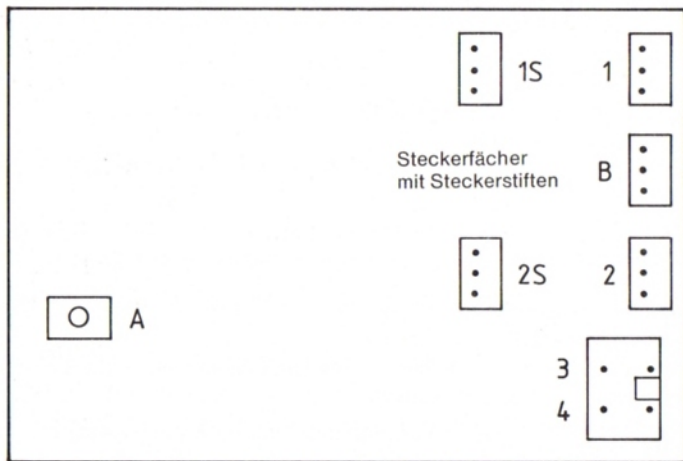 1S 1
Steckerfächer
mit Steckerstiften
B
2S 2
A
3
4